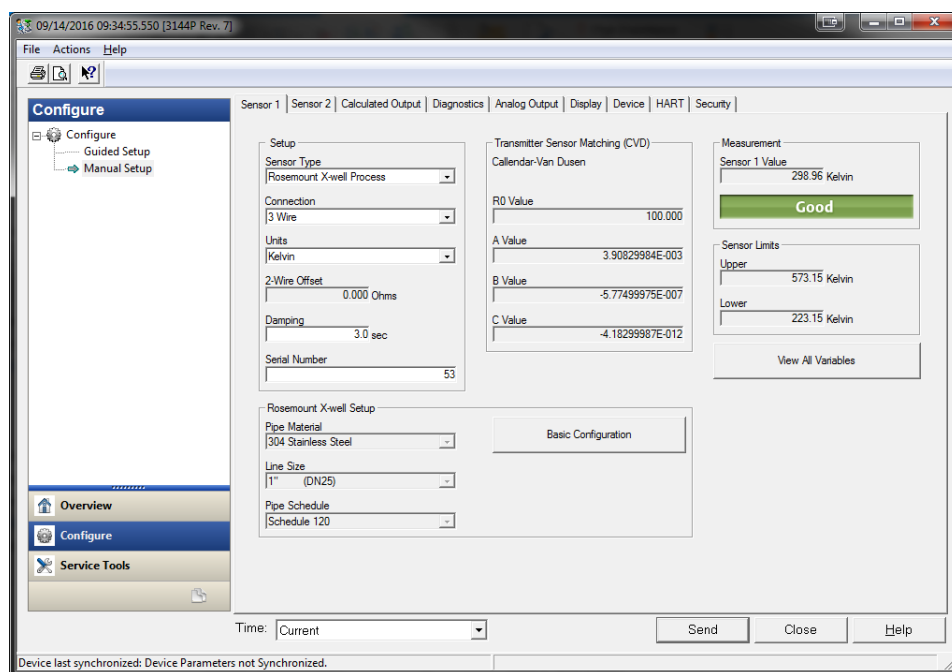 09/14/2016 09:34:55.550 [3144P Rev. 7]
File Actions Help
Configure
Configure
Guided Setup
Manual Setup
Overview
Configure
Service Tools
Sensor 1 Sensor 2 Calculated Output Diagnostics Analog Output Display Device HART Security
Setup
Sensor Type
Rosemount X-well Process
Connection
3 Wire
Units
Kelvin
2-Wire Offset
0.000 Ohms
Damping
3.0 sec
Serial Number
53
Transmitter Sensor Matching (CVD)
Callendar-Van Dusen
R0 Value
100.000
A Value
3.90829984E-003
B Value
-5.77499975E-007
C Value
-4.18299987E-012
Measurement
Sensor 1 Value
298.96 Kelvin
Good
Sensor Limits
Upper
573.15 Kelvin
Lower
223.15 Kelvin
View All Variables
Rosemount X-well Setup
Pipe Material
304 Stainless Steel
Line Size
1" (DN25)
Pipe Schedule
Schedule 120
Basic Configuration
Time: Current
Send Close Help
Device last synchronized: Device Parameters not Synchronized.